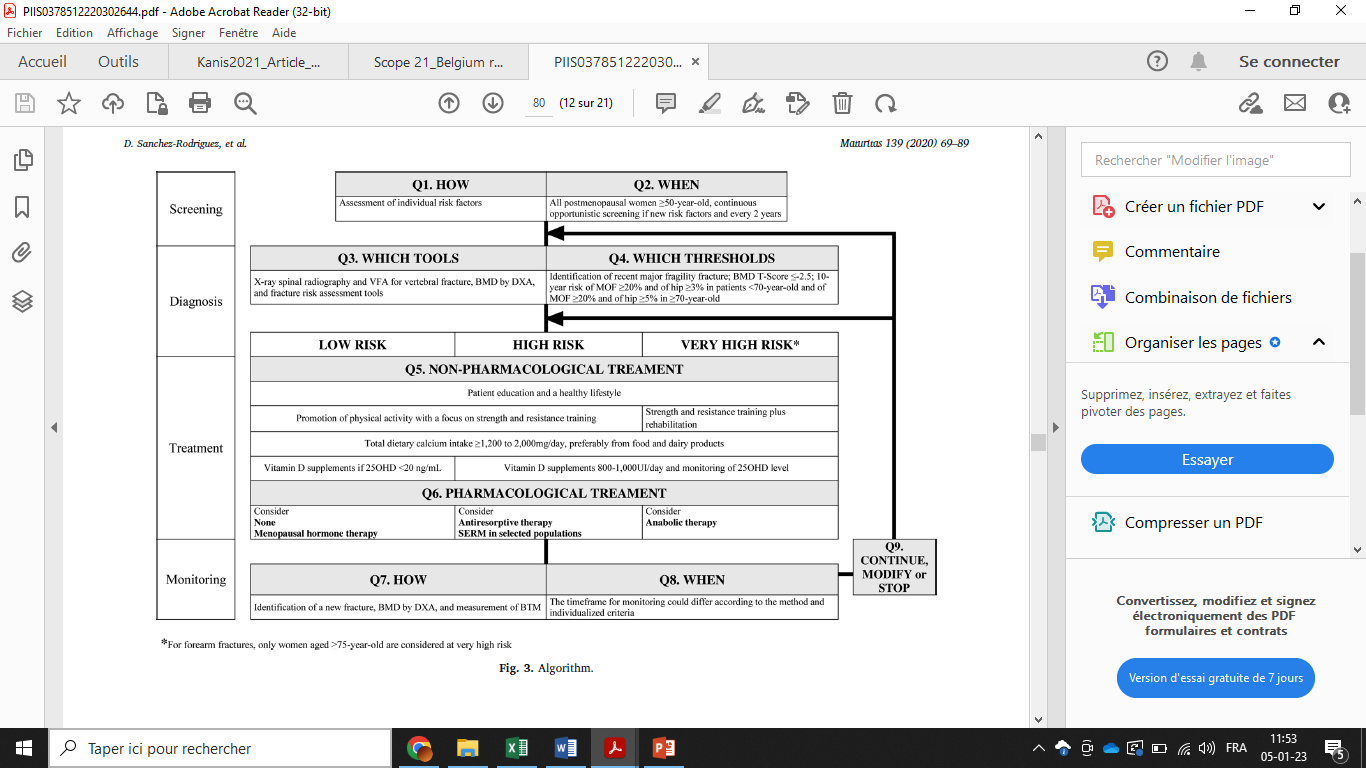 PIIS0378512220302644.pdf - Adobe Acrobat Reader (32-bit)
Fichier Edition Affichage Signer Fenêtre Aide
Accueil Outils Kanis2021_Article_... Scope 21_Belgium r... PIIS037851222030... × Se connecter
80 (12 sur 21)
D. Sanchez-Rodriguez, et al. Maturitas 139 (2020) 69–89
Screening
Q1. HOW Q2. WHEN
Assessment of individual risk factors
All postmenopausal women ≥50-year-old, continuous
opportunistic screening if new risk factors and every 2 years
Diagnosis
Q3. WHICH TOOLS Q4. WHICH THRESHOLDS
X-ray spinal radiography and VFA for vertebral fracture, BMD by DXA,
and fracture risk assessment tools
Identification of recent major fragility fracture; BMD T-Score ≤-2.5; 10-
year risk of MOF ≥20% and of hip ≥3% in patients <70-year-old and of
MOF ≥20% and of hip ≥5% in ≥70-year-old
LOW RISK HIGH RISK VERY HIGH RISK*
Treatment
Q5. NON-PHARMACOLOGICAL TREAMENT
Patient education and a healthy lifestyle
Promotion of physical activity with a focus on strength and resistance training
Strength and resistance training plus
rehabilitation
Total dietary calcium intake ≥1,200 to 2,000mg/day, preferably from food and dairy products
Vitamin D supplements if 25OHD <20 ng/mL Vitamin D supplements 800-1,000UI/day and monitoring of 25OHD level
Q6. PHARMACOLOGICAL TREAMENT
Consider
None
Menopausal hormone therapy
Consider
Antiresorptive therapy
SERM in selected populations
Consider
Anabolic therapy
Monitoring
Q7. HOW Q8. WHEN
Identification of a new fracture, BMD by DXA, and measurement of BTM
The timeframe for monitoring could differ according to the method and
individualized criteria
Q9.
CONTINUE,
MODIFY or
STOP
*For forearm fractures, only women aged >75-year-old are considered at very high risk
Fig. 3. Algorithm.
Rechercher "Modifier l'image"
Créer un fichier PDF
Commentaire
Combinaison de fichiers
Organiser les pages
Supprimez, insérez, extrayez et faites
pivoter des pages.
Essayer
Compresser un PDF
Convertissez, modifiez et signez
électroniquement des PDF
formulaires et contrats
Version d'essai gratuite de 7 jours
Taper ici pour rechercher
FRA
11:53
05-01-23
5